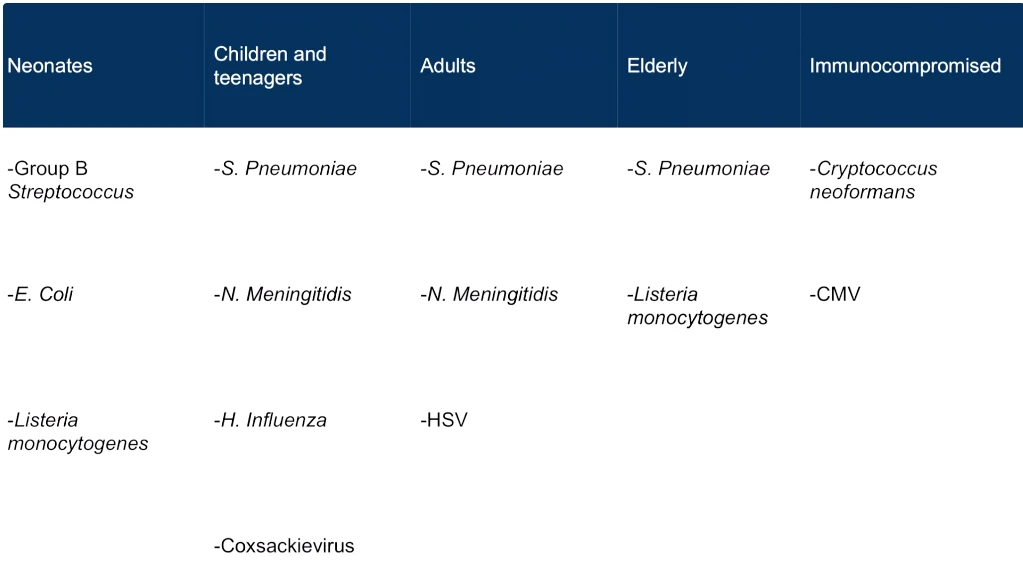 Neonates
Children and
teenagers
Adults
Elderly
Immunocompromised
-Group B
Streptococcus
-S. Pneumoniae
-S. Pneumoniae
-S. Pneumoniae
-Cryptococcus
neoformans
-E. Coli
-N. Meningitidis
-N. Meningitidis
-Listeria
monocytogenes
-CMV
-Listeria
monocytogenes
-H. Influenza
-HSV
-Coxsackievirus